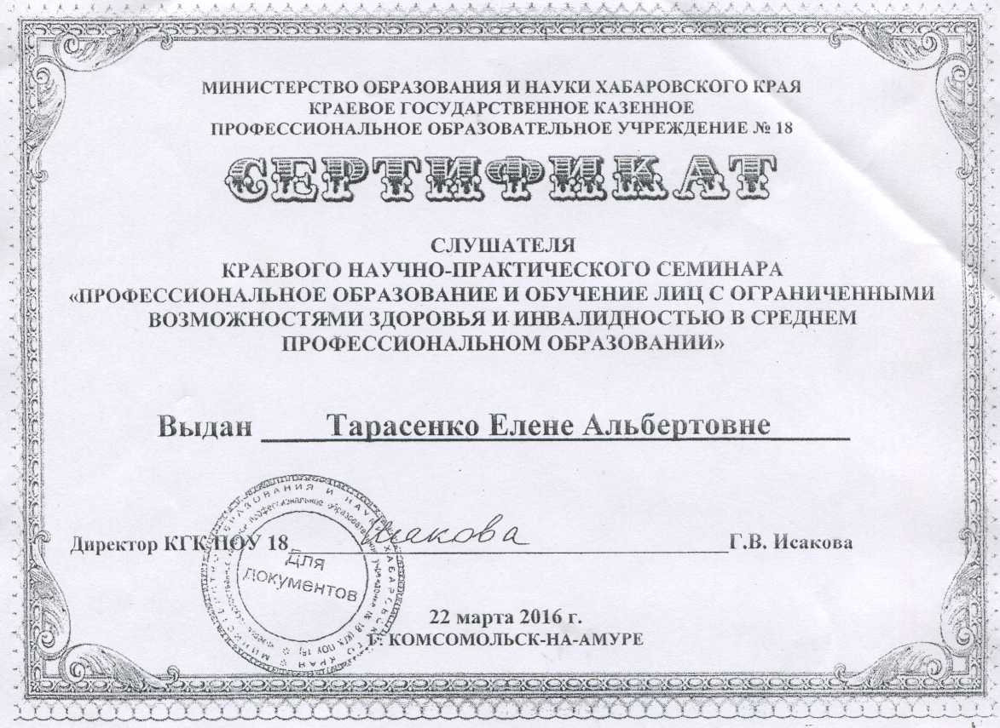 МИНИСТЕРСТВО ОБРАЗОВАНИЯ И НАУКИ ХАБАРОВСКОГО КРАЯ
КРАЕВОЕ ГОСУДАРСТВЕННОЕ КАЗЕННОЕ
ПРОФЕССИОНАЛЬНОЕ ОБРАЗОВАТЕЛЬНОЕ УЧРЕЖДЕНИЕ № 18
СЕРТИФИКАТ
СЛУШАТЕЛЯ
КРАЕВОГО НАУЧНО-ПРАКТИЧЕСКОГО СЕМИНАРА
«ПРОФЕССИОНАЛЬНОЕ ОБРАЗОВАНИЕ И ОБУЧЕНИЕ ЛИЦ С ОГРАНИЧЕННЫМИ
ВОЗМОЖНОСТЯМИ ЗДОРОВЬЯ И ИНВАЛИДНОСТЬЮ В СРЕДНЕМ
ПРОФЕССИОНАЛЬНОМ ОБРАЗОВАНИИ»
Выдан Тарасенко Елене Альбертовне
Директор КГК ПОУ 18 Исакова Г.В. Исакова
Для
документов
22 марта 2016 г.
Г. КОМСОМОЛЬСК-НА-АМУРЕ